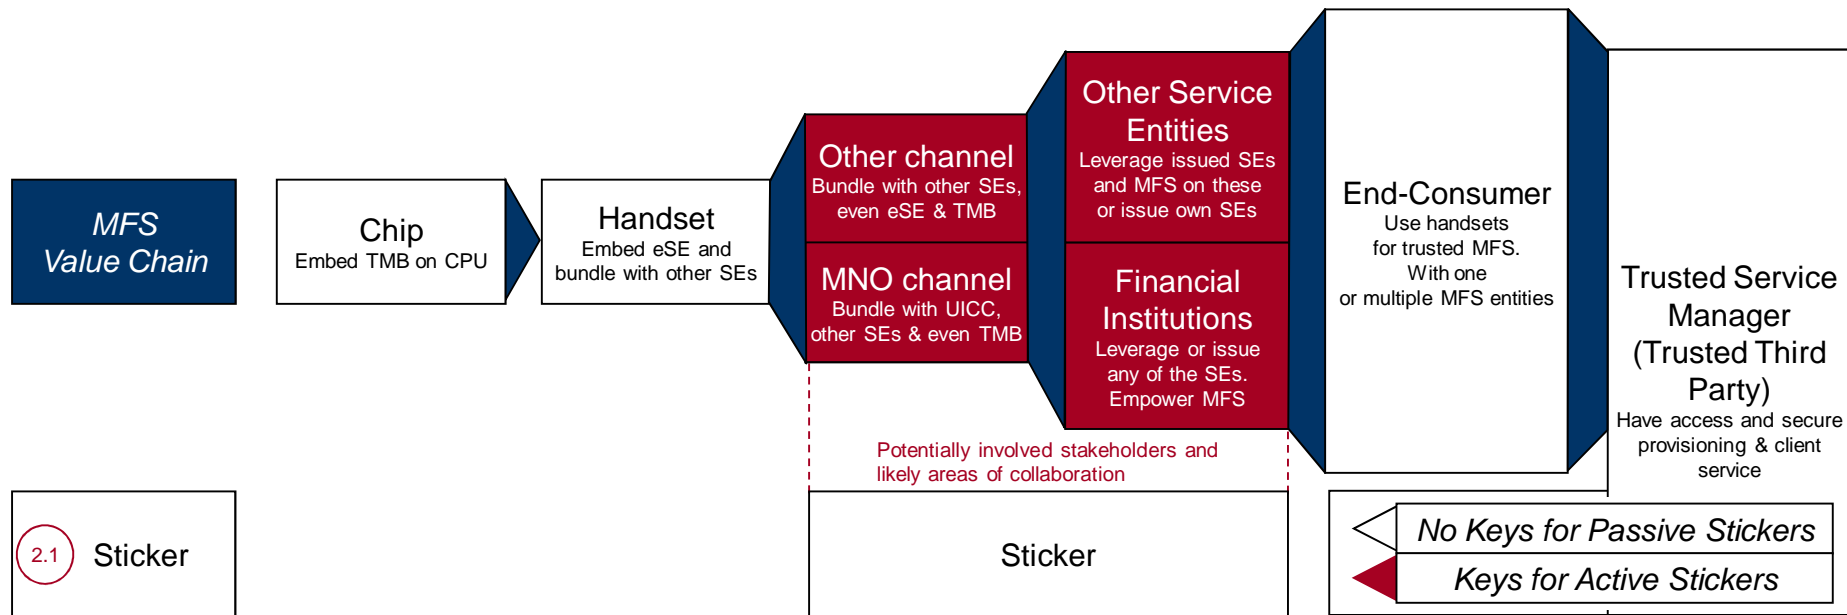 MFS
Value Chain
Chip
Embed TMB on CPU
Handset
Embed eSE and
bundle with other SEs
Other channel
Bundle with other SEs,
even eSE & TMB
MNO channel
Bundle with UICC,
other SEs & even TMB
Other Service
Entities
Leverage issued SEs
and MFS on these
or issue own SEs
Financial
Institutions
Leverage or issue
any of the SEs.
Empower MFS
End-Consumer
Use handsets
for trusted MFS.
With one
or multiple MFS entities
Trusted Service
Manager
(Trusted Third
Party)
Have access and secure
provisioning & client
service
Potentially involved stakeholders and
likely areas of collaboration
2.1
Sticker
Sticker
No Keys for Passive Stickers
Keys for Active Stickers